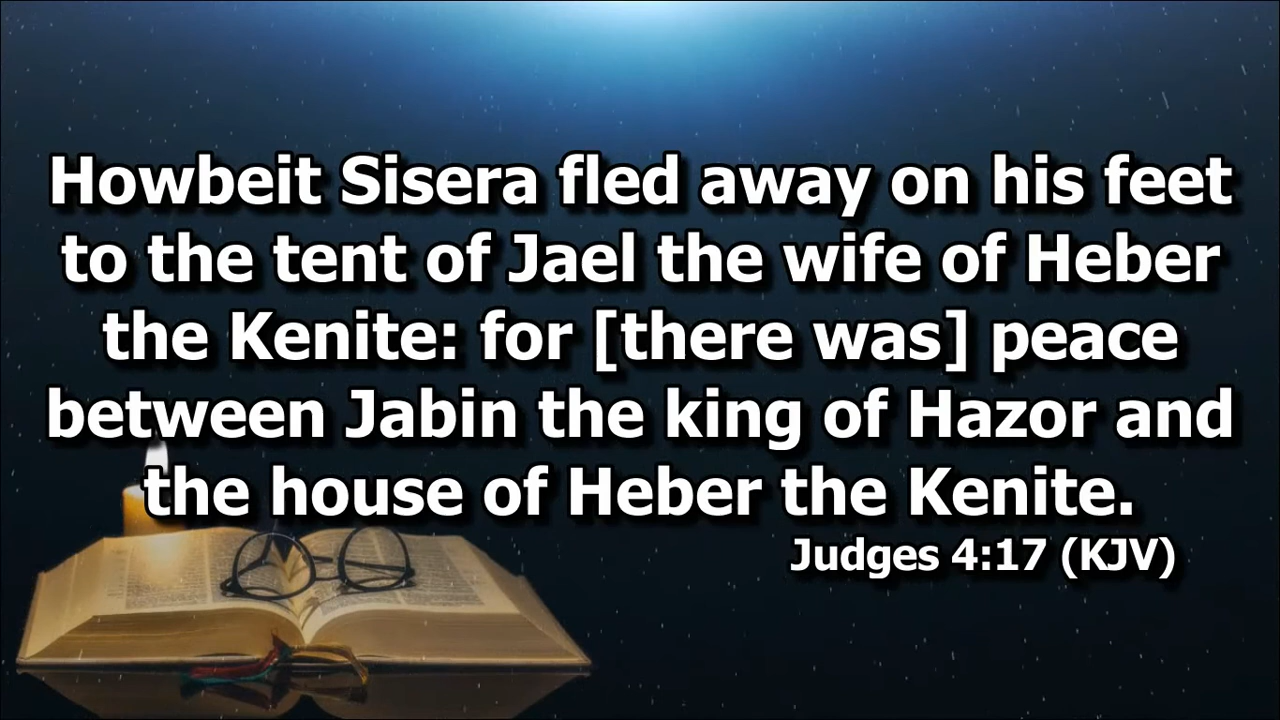 Howbeit Sisera fled away on his feet
to the tent of Jael the wife of Heber
the Kenite: for [there was] peace
between Jabin the king of Hazor and
the house of Heber the Kenite.
Judges 4:17 (KJV)